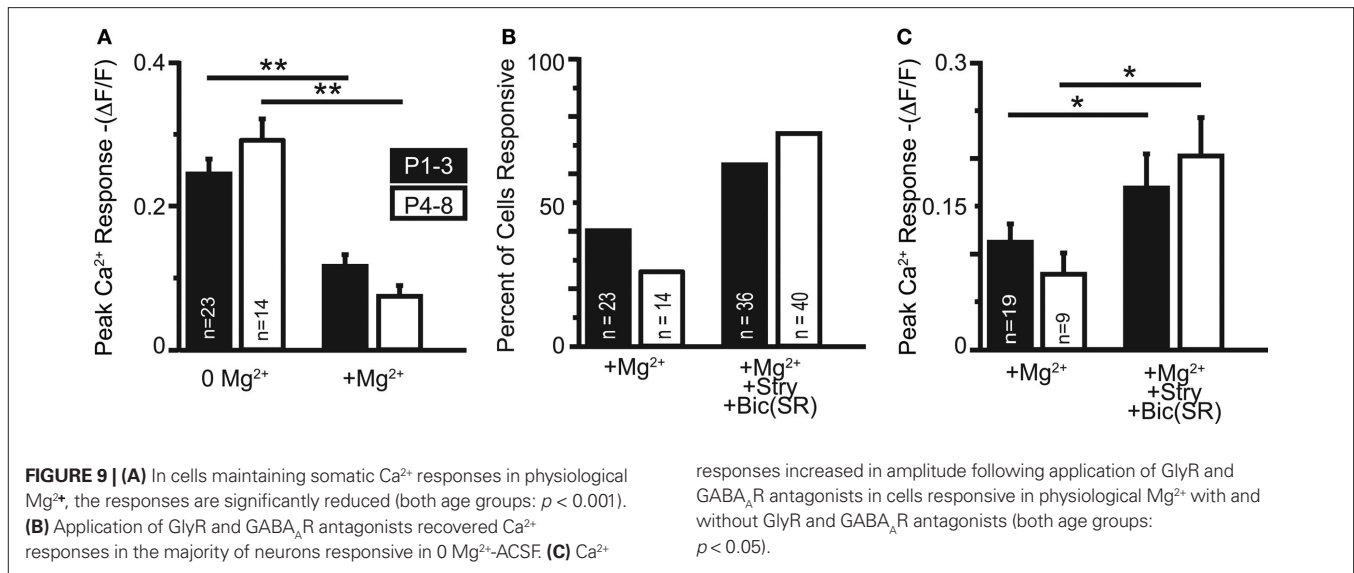 A
Peak Ca²⁺ Response -(ΔF/F)
0.4
0.2
0
**
**
P1-3
P4-8
n=23
n=14
0 Mg²⁺
+Mg²⁺
B
Percent of Cells Responsive
100
50
0
n = 23
n = 14
n = 36
n = 40
+Mg²⁺
+Mg²⁺
+Stry
+Bic(SR)
C
Peak Ca²⁺ Response -(ΔF/F)
0.3
0.15
0
*
*
n=19
n=9
+Mg²⁺
+Mg²⁺
+Stry
+Bic(SR)
FIGURE 9 | (A) In cells maintaining somatic Ca²⁺ responses in physiological
Mg²⁺, the responses are significantly reduced (both age groups: p < 0.001).
(B) Application of GlyR and GABA_AR antagonists recovered Ca²⁺
responses in the majority of neurons responsive in 0 Mg²⁺-ACSF. (C) Ca²⁺
responses increased in amplitude following application of GlyR and
GABA_AR antagonists in cells responsive in physiological Mg²⁺ with and
without GlyR and GABA_AR antagonists (both age groups:
p < 0.05).